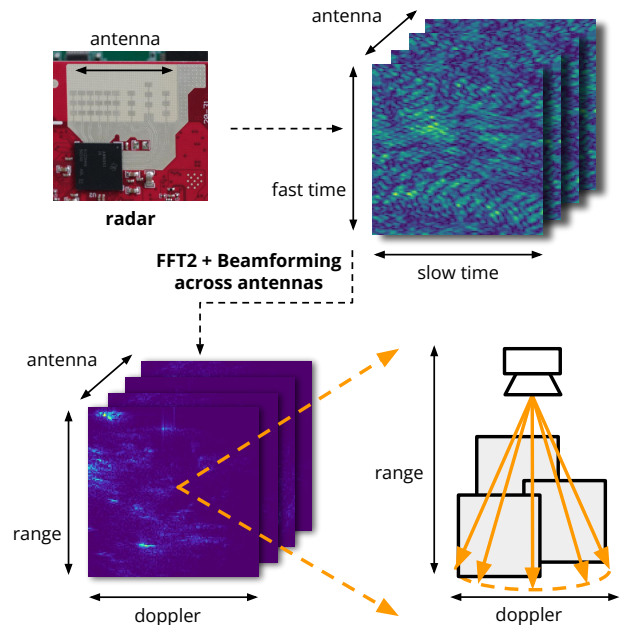 antenna
antenna
fast time
radar
slow time
FFT2 + Beamforming
across antennas
antenna
range
range
doppler
doppler